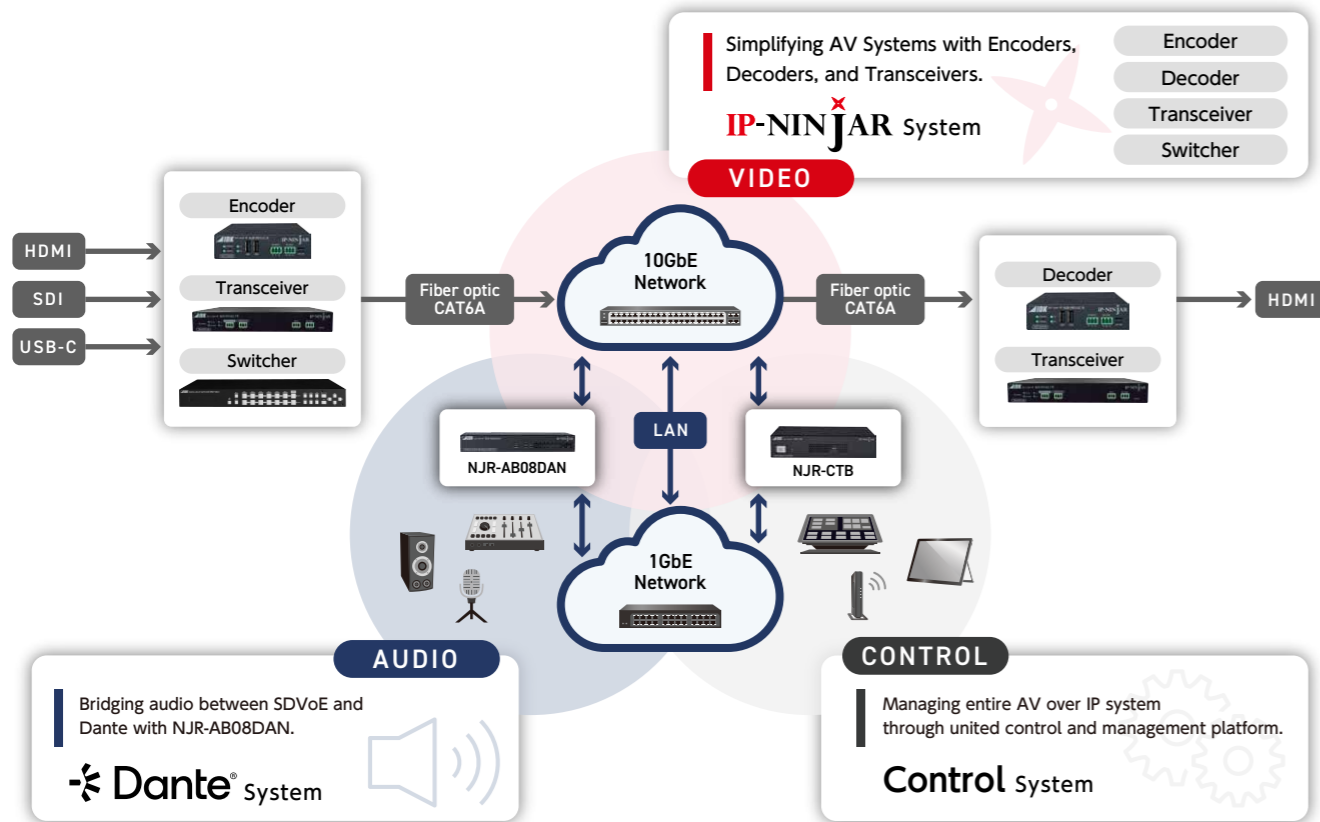 Simplifying AV Systems with Encoders,
Decoders, and Transceivers.
IP-NINJAR System
Encoder
Decoder
Transceiver
Switcher
VIDEO
HDMI
SDI
USB-C
Encoder
Transceiver
Switcher
Fiber optic
CAT6A
10GbE
Network
Fiber optic
CAT6A
Decoder
Transceiver
HDMI
NJR-AB08DAN
LAN
NJR-CTB
1GbE
Network
AUDIO
Bridging audio between SDVoE and
Dante with NJR-AB08DAN.
Dante® System
CONTROL
Managing entire AV over IP system
through united control and management platform.
Control System